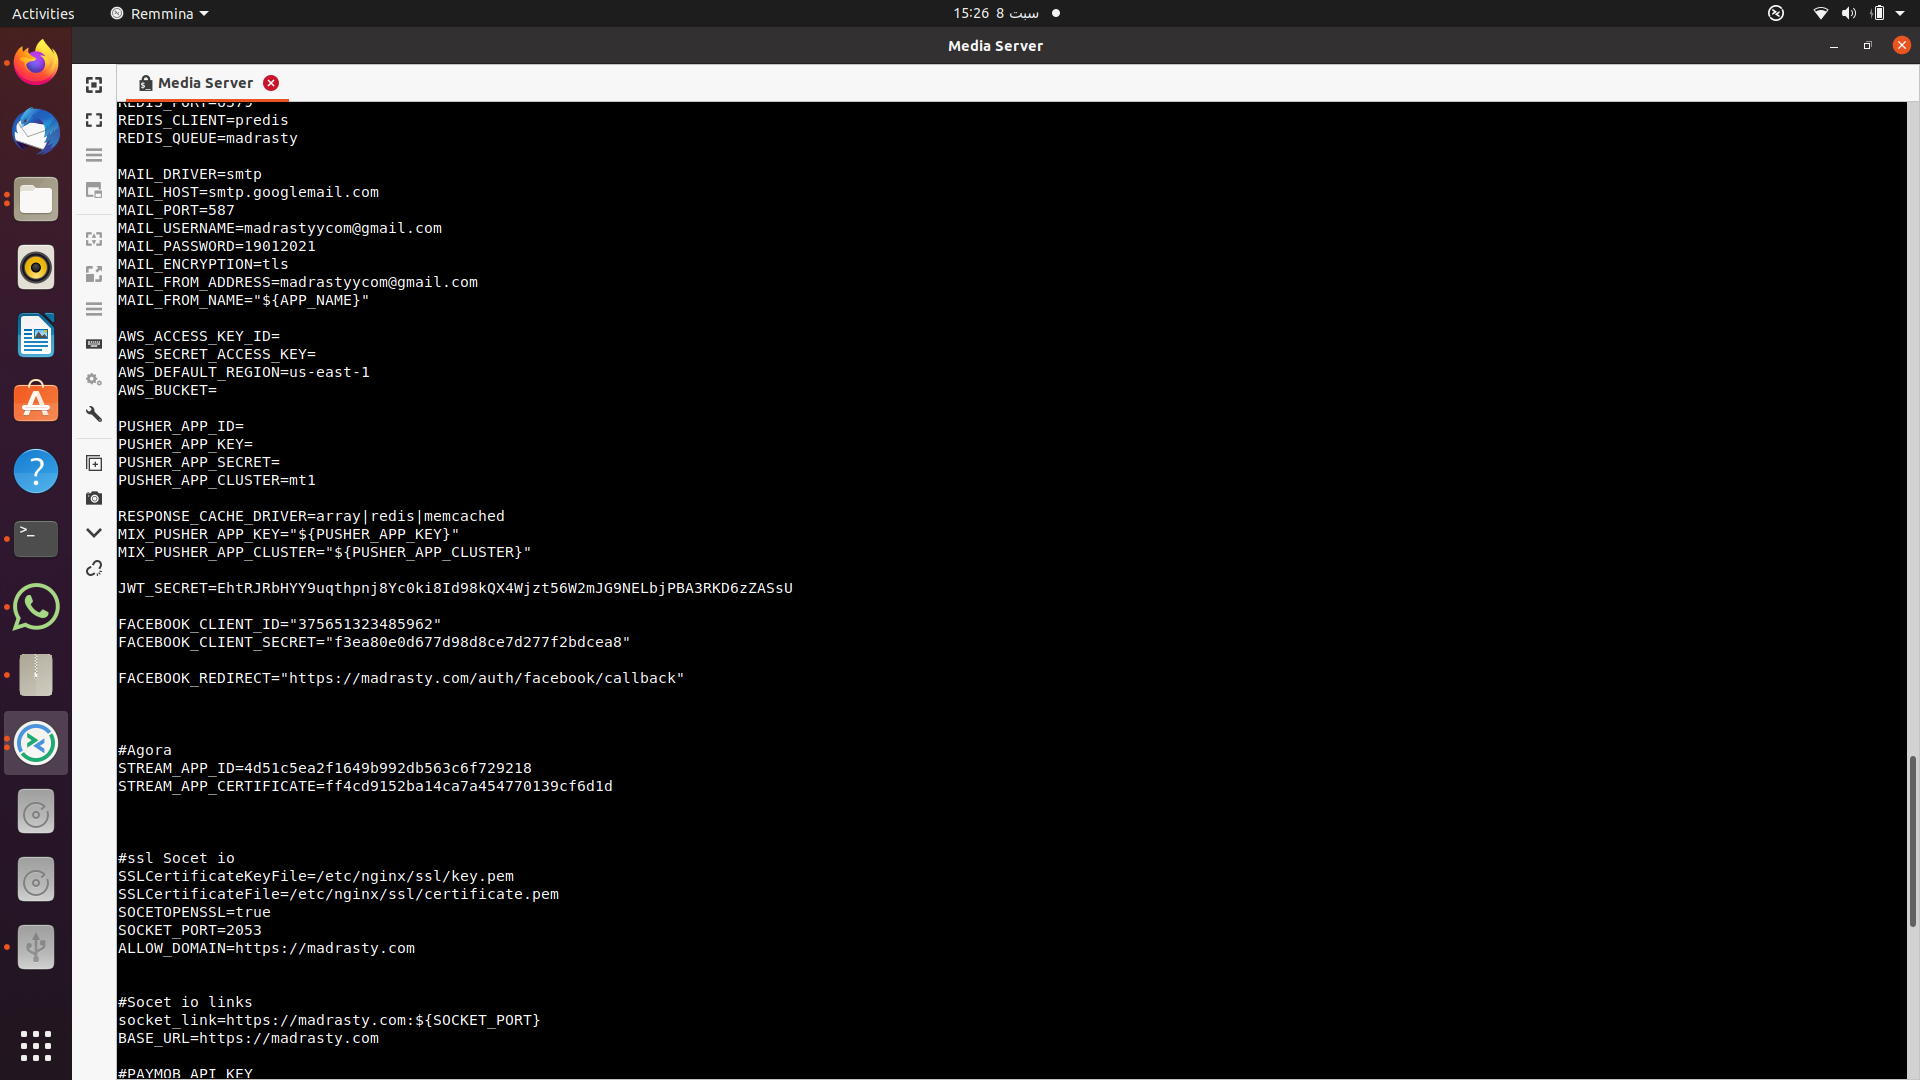 Activities
Remmina
15:26 8 سبت
Media Server
Media Server
REDIS_PORT=6379
REDIS_CLIENT=predis
REDIS_QUEUE=madrasty
MAIL_DRIVER=smtp
MAIL_HOST=smtp.googlemail.com
MAIL_PORT=587
MAIL_USERNAME=madrastyycom@gmail.com
MAIL_PASSWORD=19012021
MAIL_ENCRYPTION=tls
MAIL_FROM_ADDRESS=madrastyycom@gmail.com
MAIL_FROM_NAME="${APP_NAME}"
AWS_ACCESS_KEY_ID=
AWS_SECRET_ACCESS_KEY=
AWS_DEFAULT_REGION=us-east-1
AWS_BUCKET=
PUSHER_APP_ID=
PUSHER_APP_KEY=
PUSHER_APP_SECRET=
PUSHER_APP_CLUSTER=mt1
RESPONSE_CACHE_DRIVER=array|redis|memcached
MIX_PUSHER_APP_KEY="${PUSHER_APP_KEY}"
MIX_PUSHER_APP_CLUSTER="${PUSHER_APP_CLUSTER}"
JWT_SECRET=EhtRJRbHYY9uqthpnj8Yc0ki8Id98kQX4Wjzt56W2mJG9NELbjPBA3RKD6zZASsU
FACEBOOK_CLIENT_ID="375651323485962"
FACEBOOK_CLIENT_SECRET="f3ea80e0d677d98d8ce7d277f2bdcea8"
FACEBOOK_REDIRECT="https://madrasty.com/auth/facebook/callback"
#Agora
STREAM_APP_ID=4d51c5ea2f1649b992db563c6f729218
STREAM_APP_CERTIFICATE=ff4cd9152ba14ca7a454770139cf6d1d
#ssl Socet io
SSLCertificateKeyFile=/etc/nginx/ssl/key.pem
SSLCertificateFile=/etc/nginx/ssl/certificate.pem
SOCETOPENSSL=true
SOCKET_PORT=2053
ALLOW_DOMAIN=https://madrasty.com
#Socet io links
socket_link=https://madrasty.com:${SOCKET_PORT}
BASE_URL=https://madrasty.com
#PAYMOB API KEY